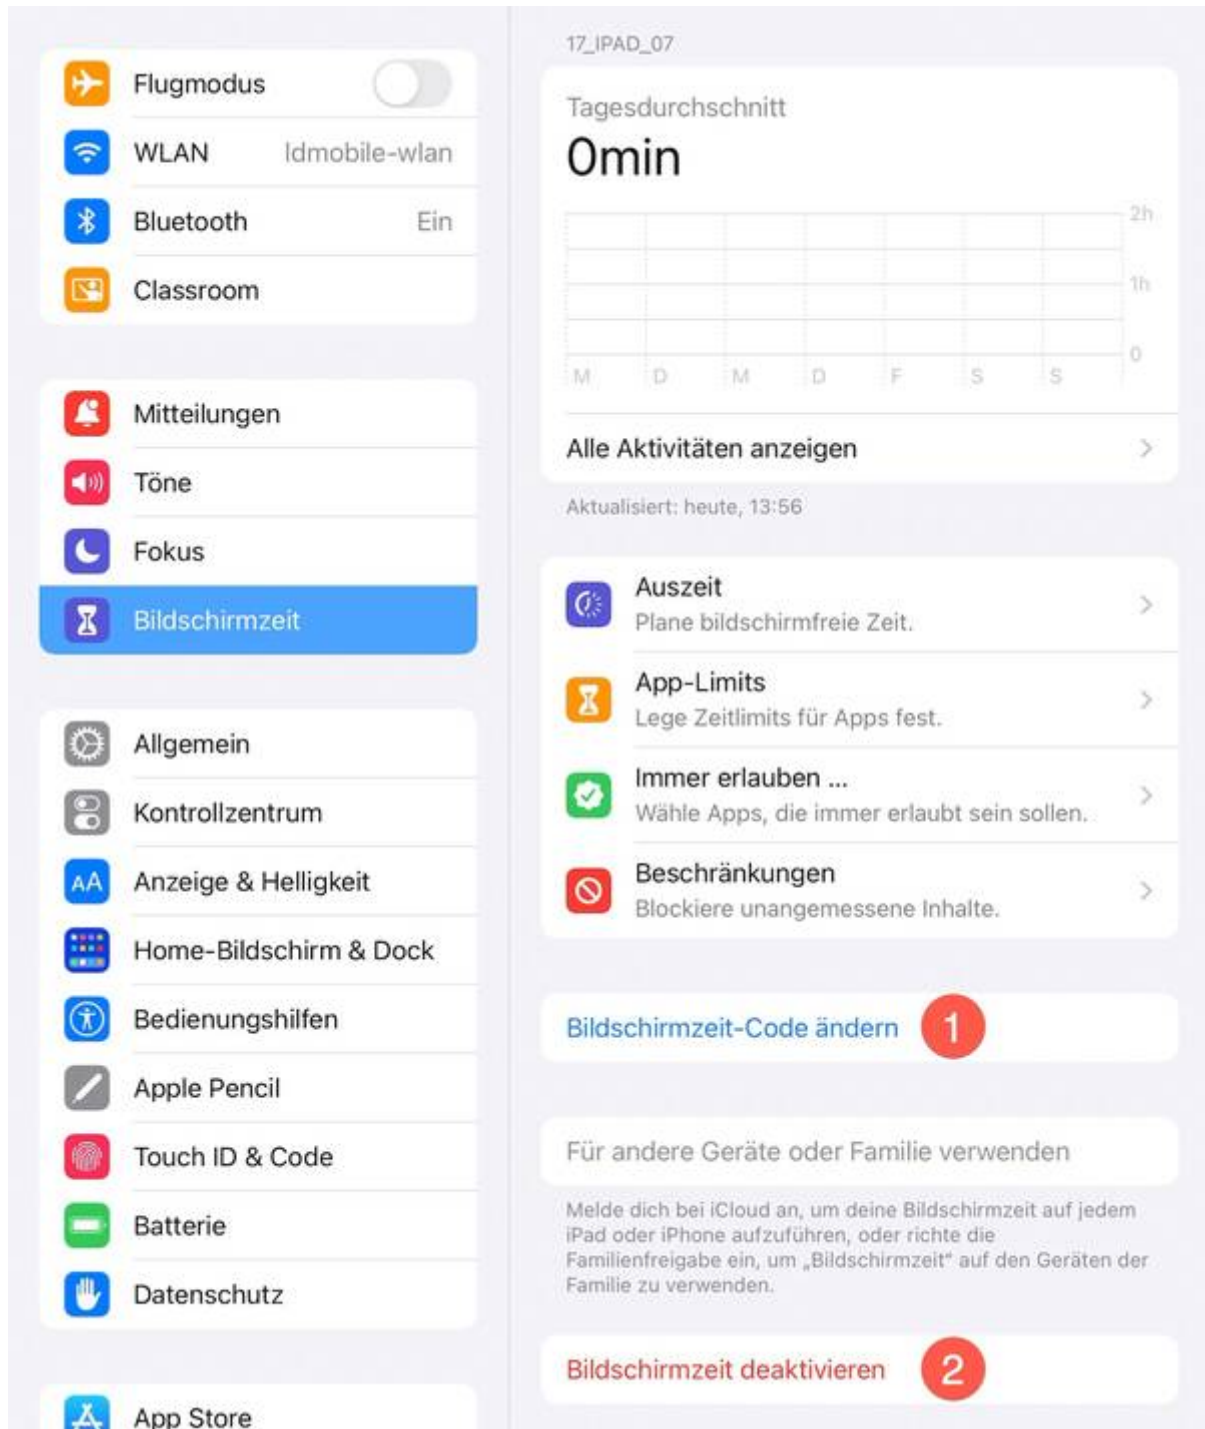 Flugmodus
WLAN ldmobile-wlan
Bluetooth Ein
Classroom
Mitteilungen
Töne
Fokus
Bildschirmzeit
Allgemein
Kontrollzentrum
AA Anzeige & Helligkeit
Home-Bildschirm & Dock
Bedienungshilfen
Apple Pencil
Touch ID & Code
Batterie
Datenschutz
App Store
17_IPAD_07
Tagesdurchschnitt
0min
2h
1h
0
M D M D F S S
Alle Aktivitäten anzeigen
Aktualisiert: heute, 13:56
Auszeit
Plane bildschirmfreie Zeit.
App-Limits
Lege Zeitlimits für Apps fest.
Immer erlauben ...
Wähle Apps, die immer erlaubt sein sollen.
Beschränkungen
Blockiere unangemessene Inhalte.
Bildschirmzeit-Code ändern 1
Für andere Geräte oder Familie verwenden
Melde dich bei iCloud an, um deine Bildschirmzeit auf jedem
iPad oder iPhone aufzuführen, oder richte die
Familienfreigabe ein, um „Bildschirmzeit“ auf den Geräten der
Familie zu verwenden.
Bildschirmzeit deaktivieren 2